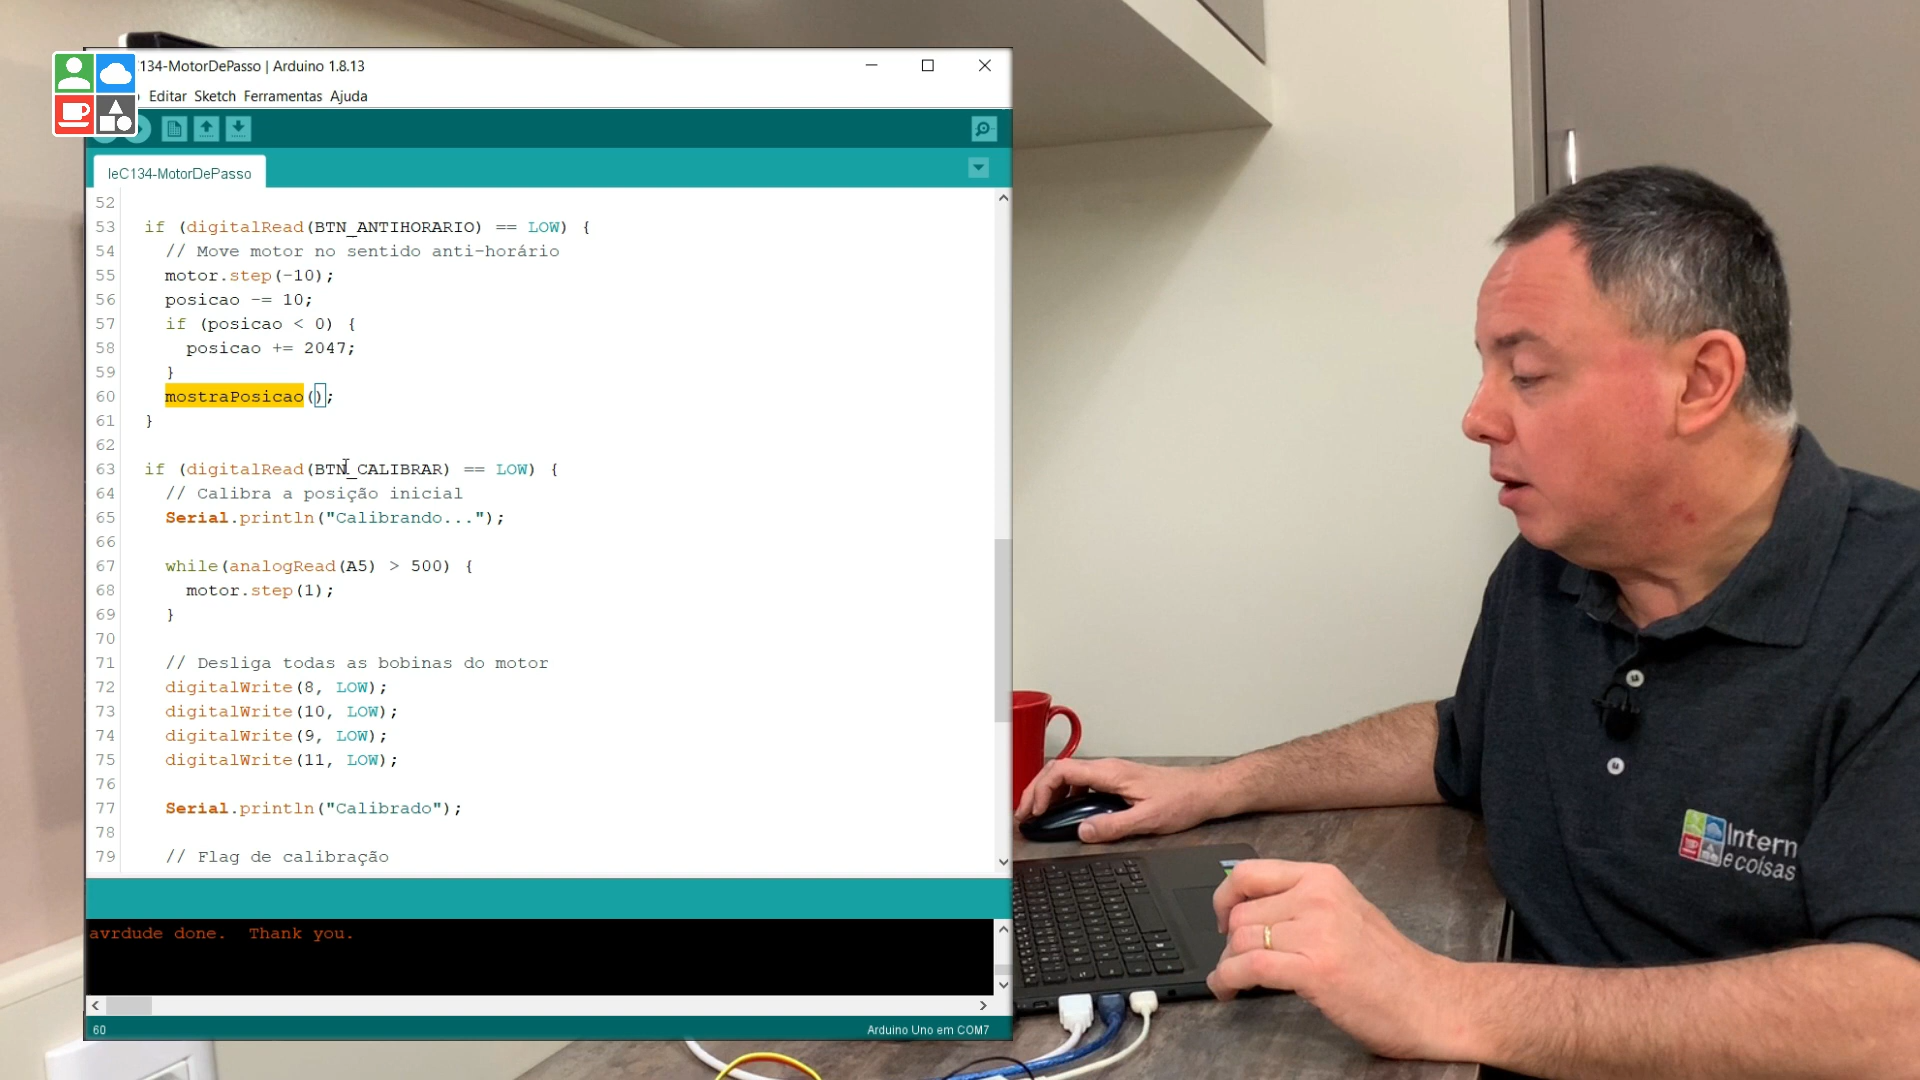 C134-MotorDePasso | Arduino 1.8.13
Editar Sketch Ferramentas Ajuda
IeC134-MotorDePasso
52
53 if (digitalRead(BTN_ANTIHORARIO) == LOW) {
54 // Move motor no sentido anti-horário
55 motor.step(-10);
56 posicao -= 10;
57 if (posicao < 0) {
58 posicao += 2047;
59 }
60 mostraPosicao();
61 }
62
63 if (digitalRead(BTN_CALIBRAR) == LOW) {
64 // Calibra a posição inicial
65 Serial.println("Calibrando...");
66
67 while(analogRead(A5) > 500) {
68 motor.step(1);
69 }
70
71 // Desliga todas as bobinas do motor
72 digitalWrite(8, LOW);
73 digitalWrite(10, LOW);
74 digitalWrite(9, LOW);
75 digitalWrite(11, LOW);
76
77 Serial.println("Calibrado");
78
79 // Flag de calibração
avrdude done. Thank you.
60
Arduino Uno em COM7
Intern
e coisas